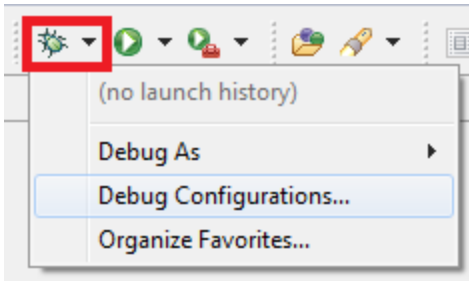 (no launch history)
Debug As
Debug Configurations...
Organize Favorites...